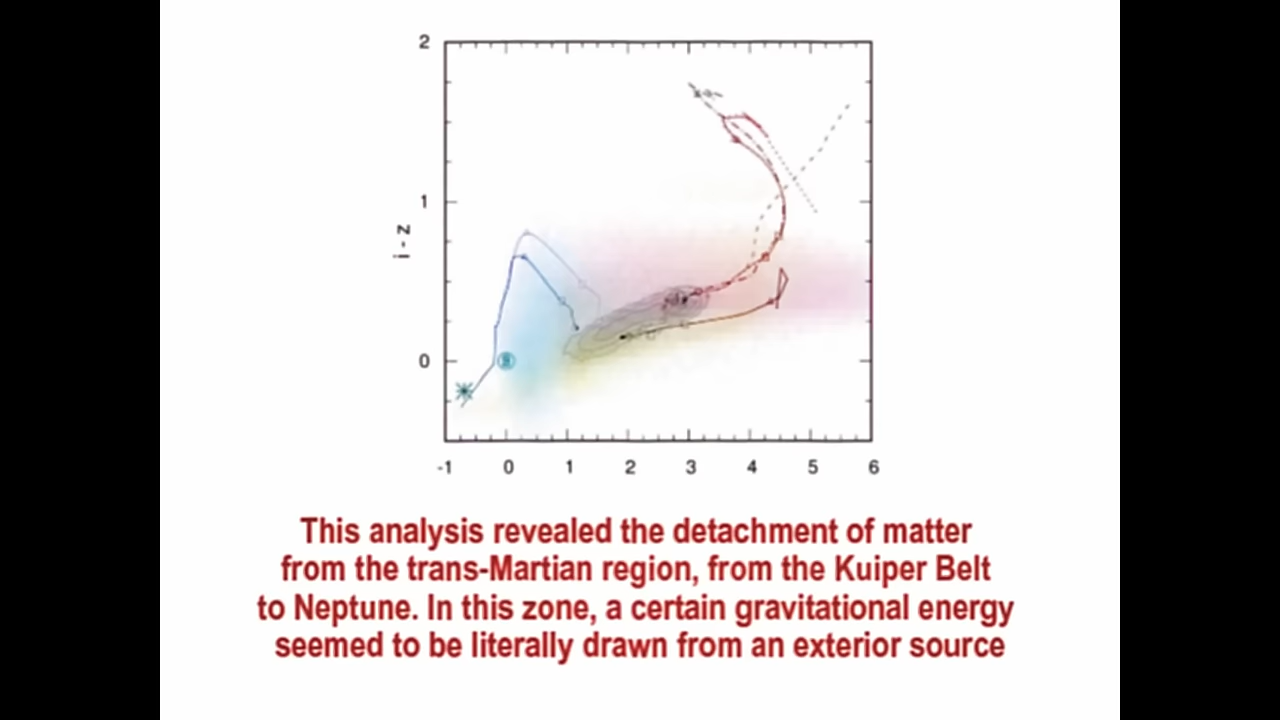 2
1
0
i - z
-1 0 1 2 3 4 5 6
This analysis revealed the detachment of matter
from the trans-Martian region, from the Kuiper Belt
to Neptune. In this zone, a certain gravitational energy
seemed to be literally drawn from an exterior source